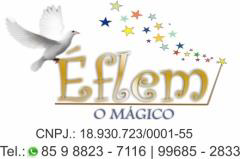 Éflem
O MÁGICO
CNPJ.: 18.930.723/0001-55
Tel.: 85 9 8823 - 7116 | 99685 - 2833